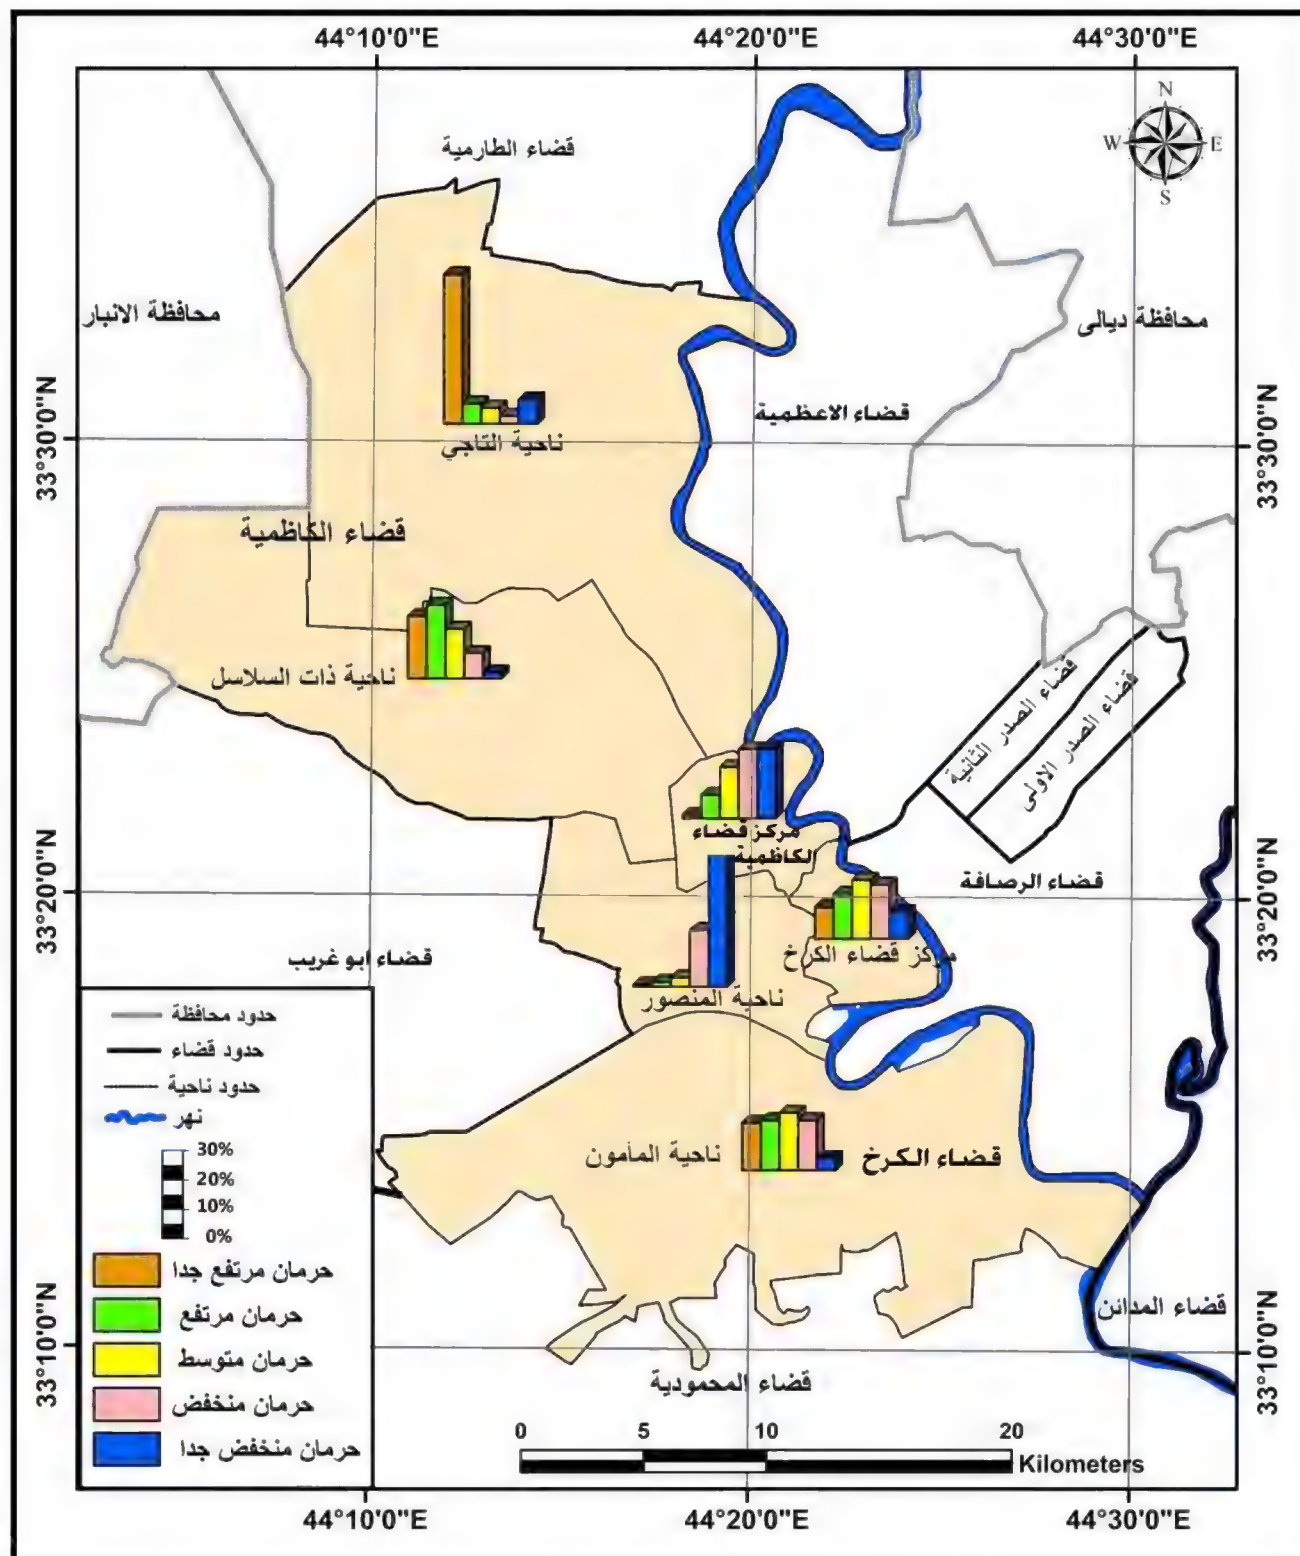 44°10'0"E
44°20'0"E
44°30'0"E
N
W
E
S
قضاء الطارمية
محافظة الانبار
محافظة ديالى
قضاء الاعظمية
33°30'0"N
33°30'0"N
ناحية التاجي
قضاء الكاظمية
ناحية ذات السلاسل
قضاء الصدر الثانية
قضاء الصدر الاولى
مركز قضاء
الكاظمية
33°20'0"N
33°20'0"N
قضاء الرصافة
قضاء ابو غريب
مركز قضاء الكرخ
ناحية المنصور
حدود محافظة
حدود قضاء
حدود ناحية
نهر
30%
20%
10%
0%
ناحية المامون
قضاء الكرخ
حرمان مرتفع جدا
حرمان مرتفع
حرمان متوسط
حرمان منخفض
حرمان منخفض جدا
قضاء المدائن
33°10'0"N
33°10'0"N
قضاء المحمودية
0
5
10
20
Kilometers
44°10'0"E
44°20'0"E
44°30'0"E